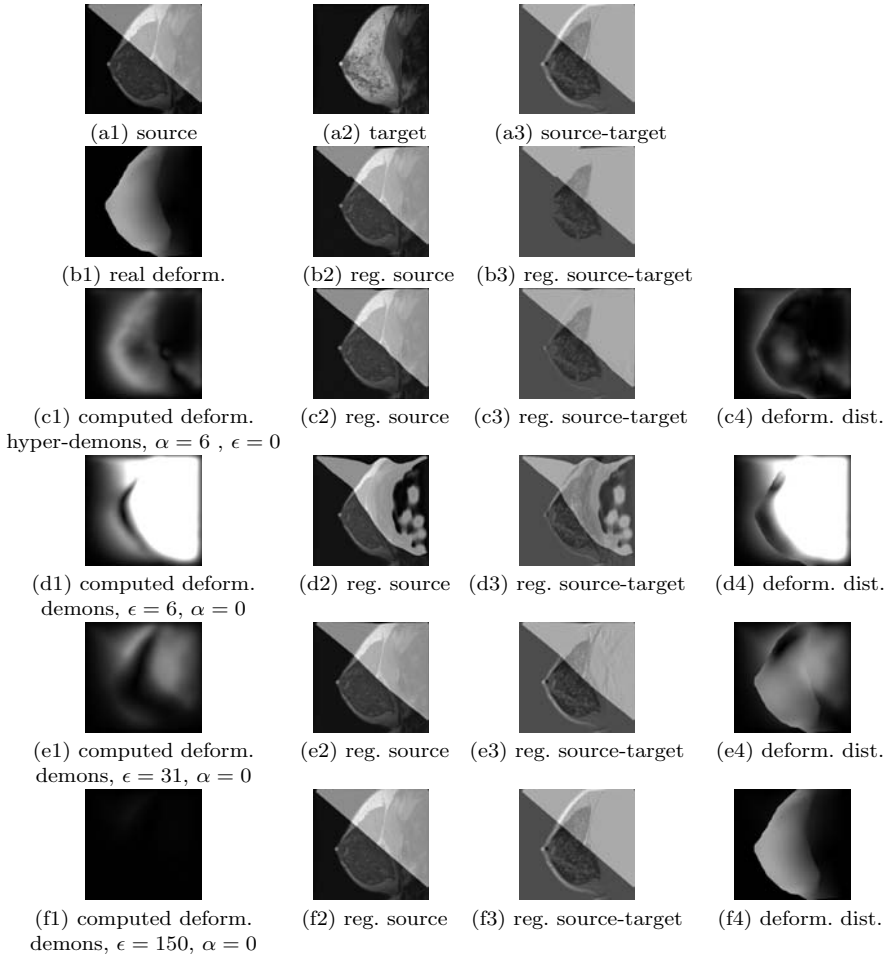 (a1) source
(a2) target
(a3) source-target
(b1) real deform.
(b2) reg. source
(b3) reg. source-target
(c1) computed deform.
hyper-demons, α = 6 , ϵ = 0
(c2) reg. source
(c3) reg. source-target
(c4) deform. dist.
(d1) computed deform.
demons, ϵ = 6, α = 0
(d2) reg. source
(d3) reg. source-target
(d4) deform. dist.
(e1) computed deform.
demons, ϵ = 31, α = 0
(e2) reg. source
(e3) reg. source-target
(e4) deform. dist.
(f1) computed deform.
demons, ϵ = 150, α = 0
(f2) reg. source
(f3) reg. source-target
(f4) deform. dist.